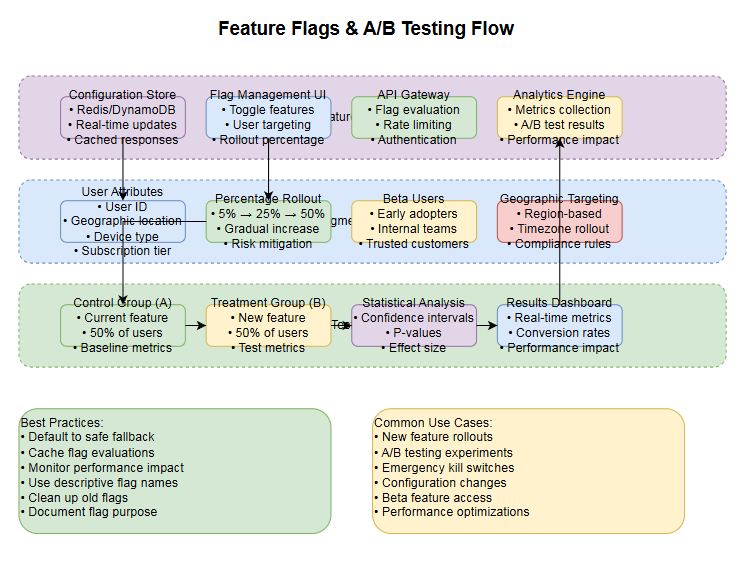 Feature Flags & A/B Testing Flow
Configuration Store
• Redis/DynamoDB
• Real-time updates
• Cached responses
Flag Management UI
• Toggle features
• User targeting
• Rollout percentage
API Gateway
• Flag evaluation
• Rate limiting
• Authentication
Analytics Engine
• Metrics collection
• A/B test results
• Performance impact
User Attributes
• User ID
• Geographic location
• Device type
• Subscription tier
Percentage Rollout
• 5% → 25% → 50%
• Gradual increase
• Risk mitigation
Beta Users
• Early adopters
• Internal teams
• Trusted customers
Geographic Targeting
• Region-based
• Timezone rollout
• Compliance rules
Control Group (A)
• Current feature
• 50% of users
• Baseline metrics
Treatment Group (B)
• New feature
• 50% of users
• Test metrics
Statistical Analysis
• Confidence intervals
• P-values
• Effect size
Results Dashboard
• Real-time metrics
• Conversion rates
• Performance impact
Best Practices:
• Default to safe fallback
• Cache flag evaluations
• Monitor performance impact
• Use descriptive flag names
• Clean up old flags
• Document flag purpose
Common Use Cases:
• New feature rollouts
• A/B testing experiments
• Emergency kill switches
• Configuration changes
• Beta feature access
• Performance optimizations